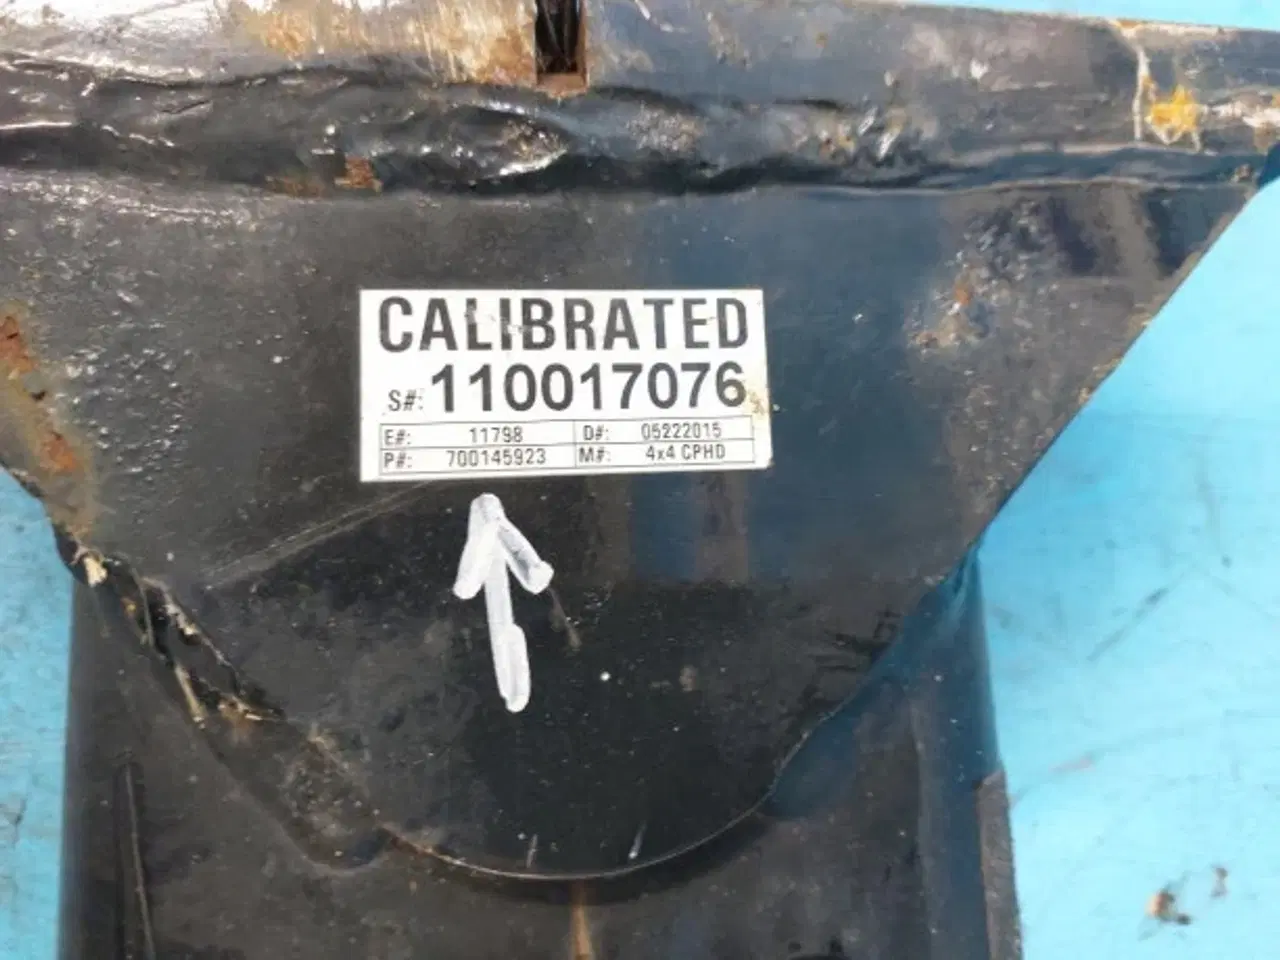 CALIBRATED
S#: 110017076
E#: 11798 D#: 05222015
P#: 700145923 M#: 4x4 CPHD